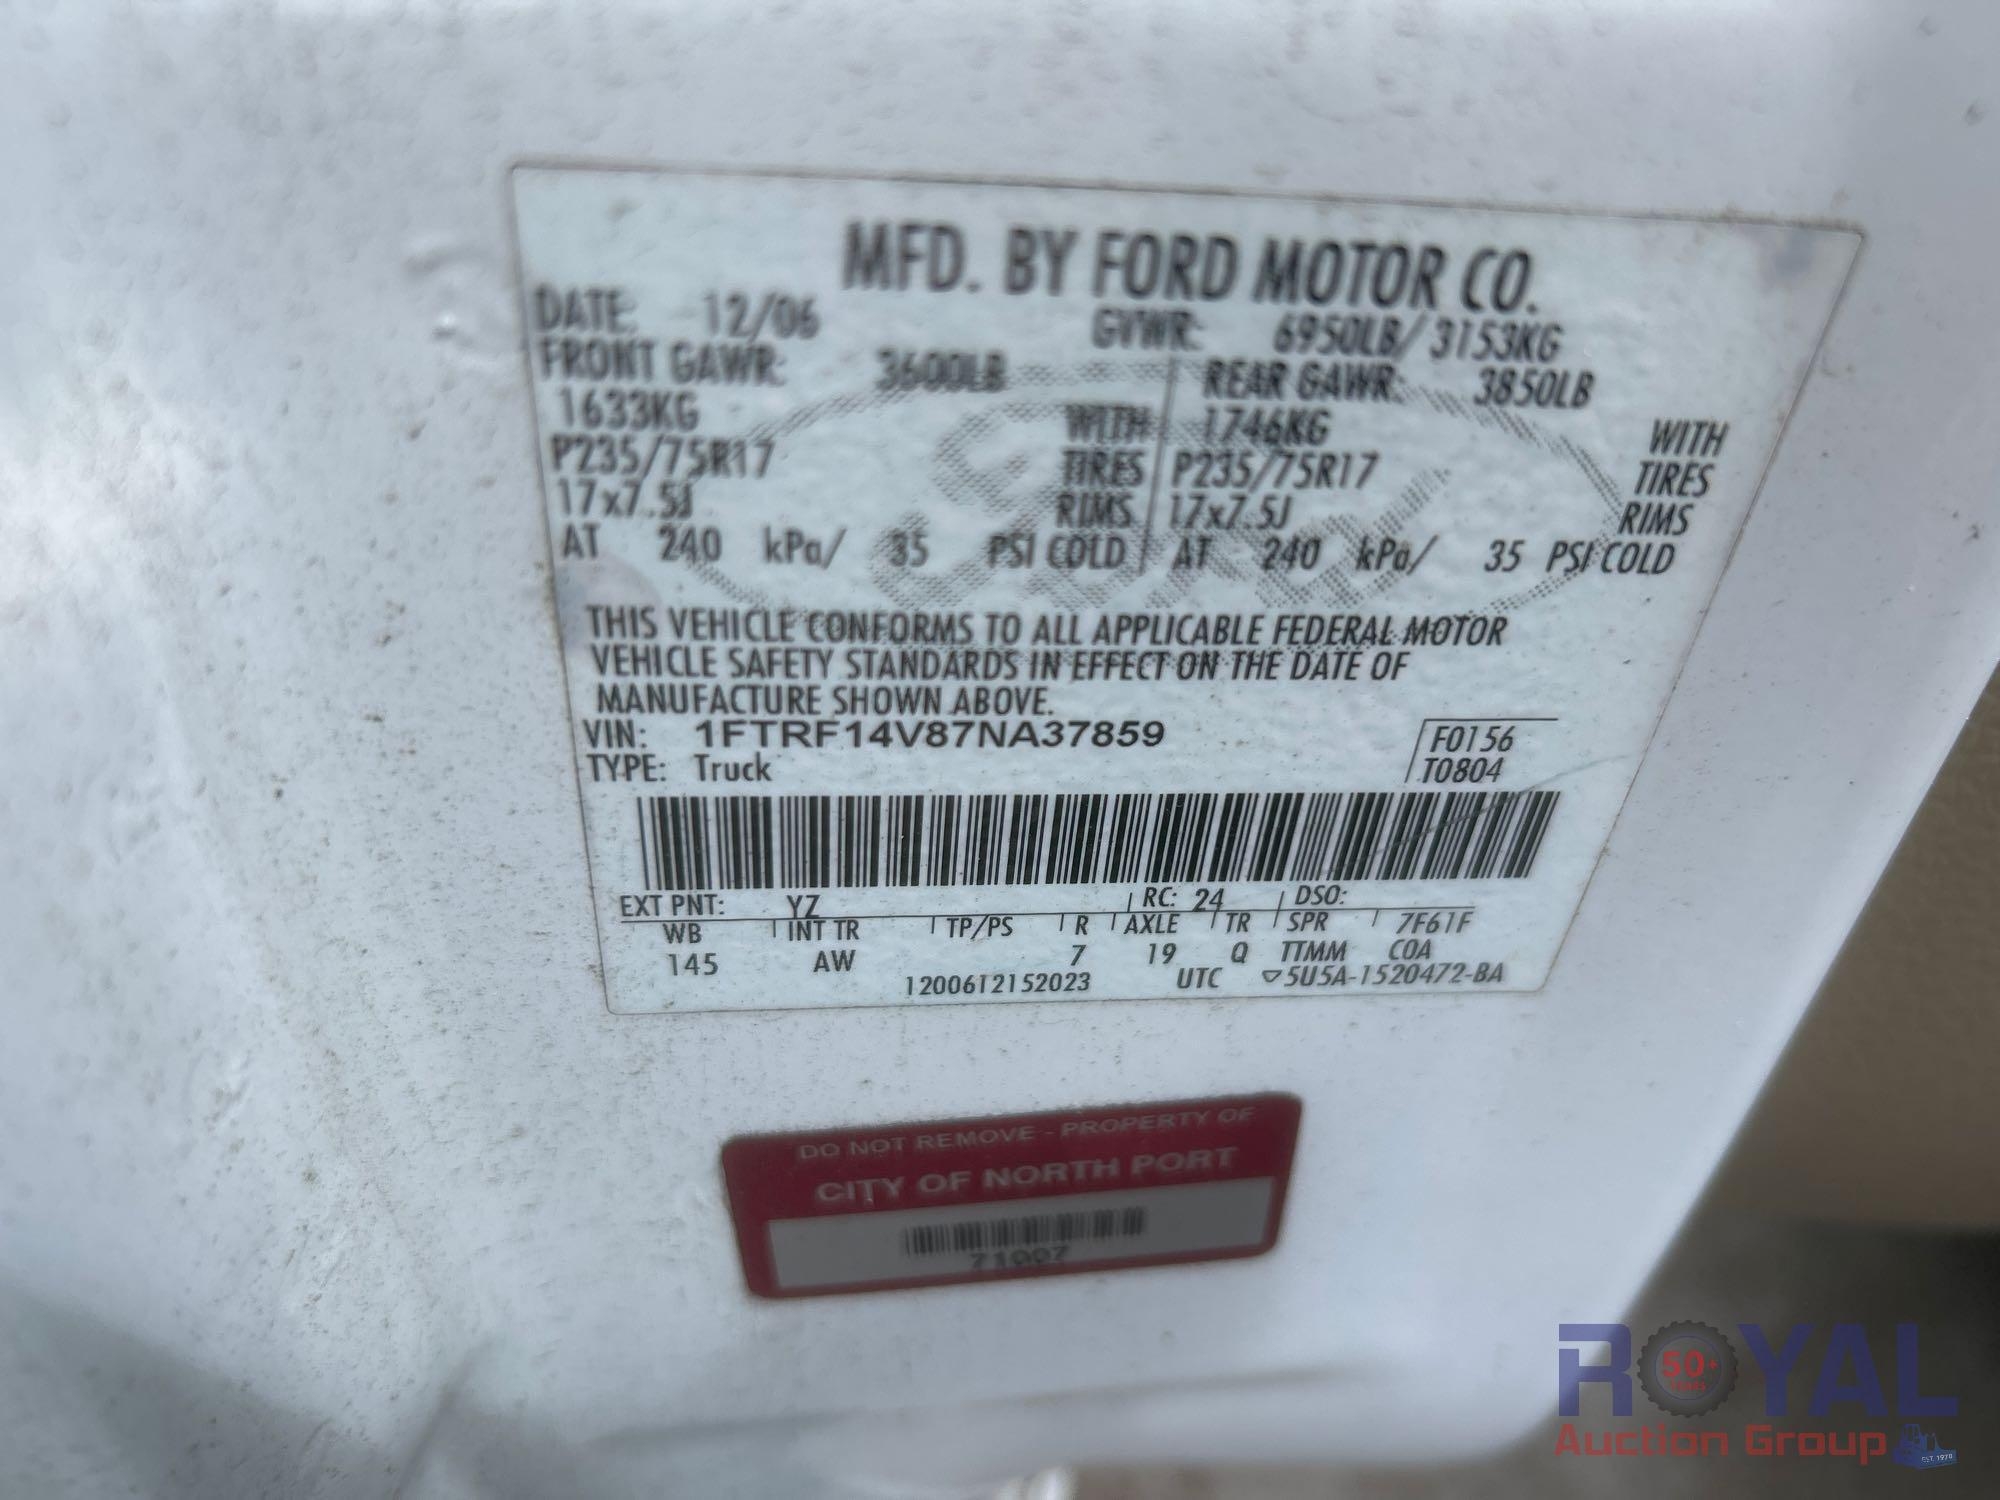 MFD. BY FORD MOTOR CO.
DATE: 12/06 GVWR: 6950LB/ 3153KG
FRONT GAWR: 3600LB REAR GAWR: 3850LB
1633KG WITH 1746KG WITH
P235/75R17 TIRES P235/75R17 TIRES
17x7.5J RIMS 17x7.5J RIMS
AT 240 kPa/ 35 PSI COLD AT 240 kPa/ 35 PSI COLD
Ford
THIS VEHICLE CONFORMS TO ALL APPLICABLE FEDERAL MOTOR
VEHICLE SAFETY STANDARDS IN EFFECT ON THE DATE OF
MANUFACTURE SHOWN ABOVE.
VIN: 1FTRF14V87NA37859 F0156
TYPE: Truck T0804
EXT PNT: YZ RC: 24 DSO:
WB INT TR TP/PS R AXLE TR SPR 7F61F
145 AW 7 19 Q TTMM COA
1200612152023 UTC ▽5U5A-1520472-BA
DO NOT REMOVE - PROPERTY OF
CITY OF NORTH PORT
71007
ROYAL
50+
YEARS
Auction Group
EST. 1970